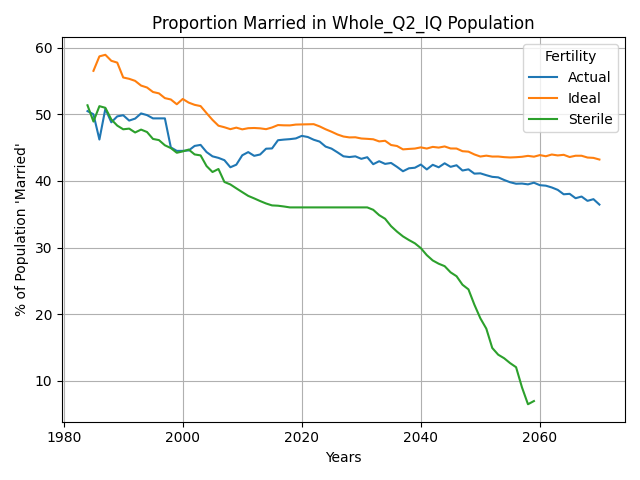 Proportion Married in Whole_Q2_IQ Population
% of Population 'Married'
60
50
40
30
20
10
Fertility
Actual
Ideal
Sterile
1980
2000
2020
2040
2060
Years